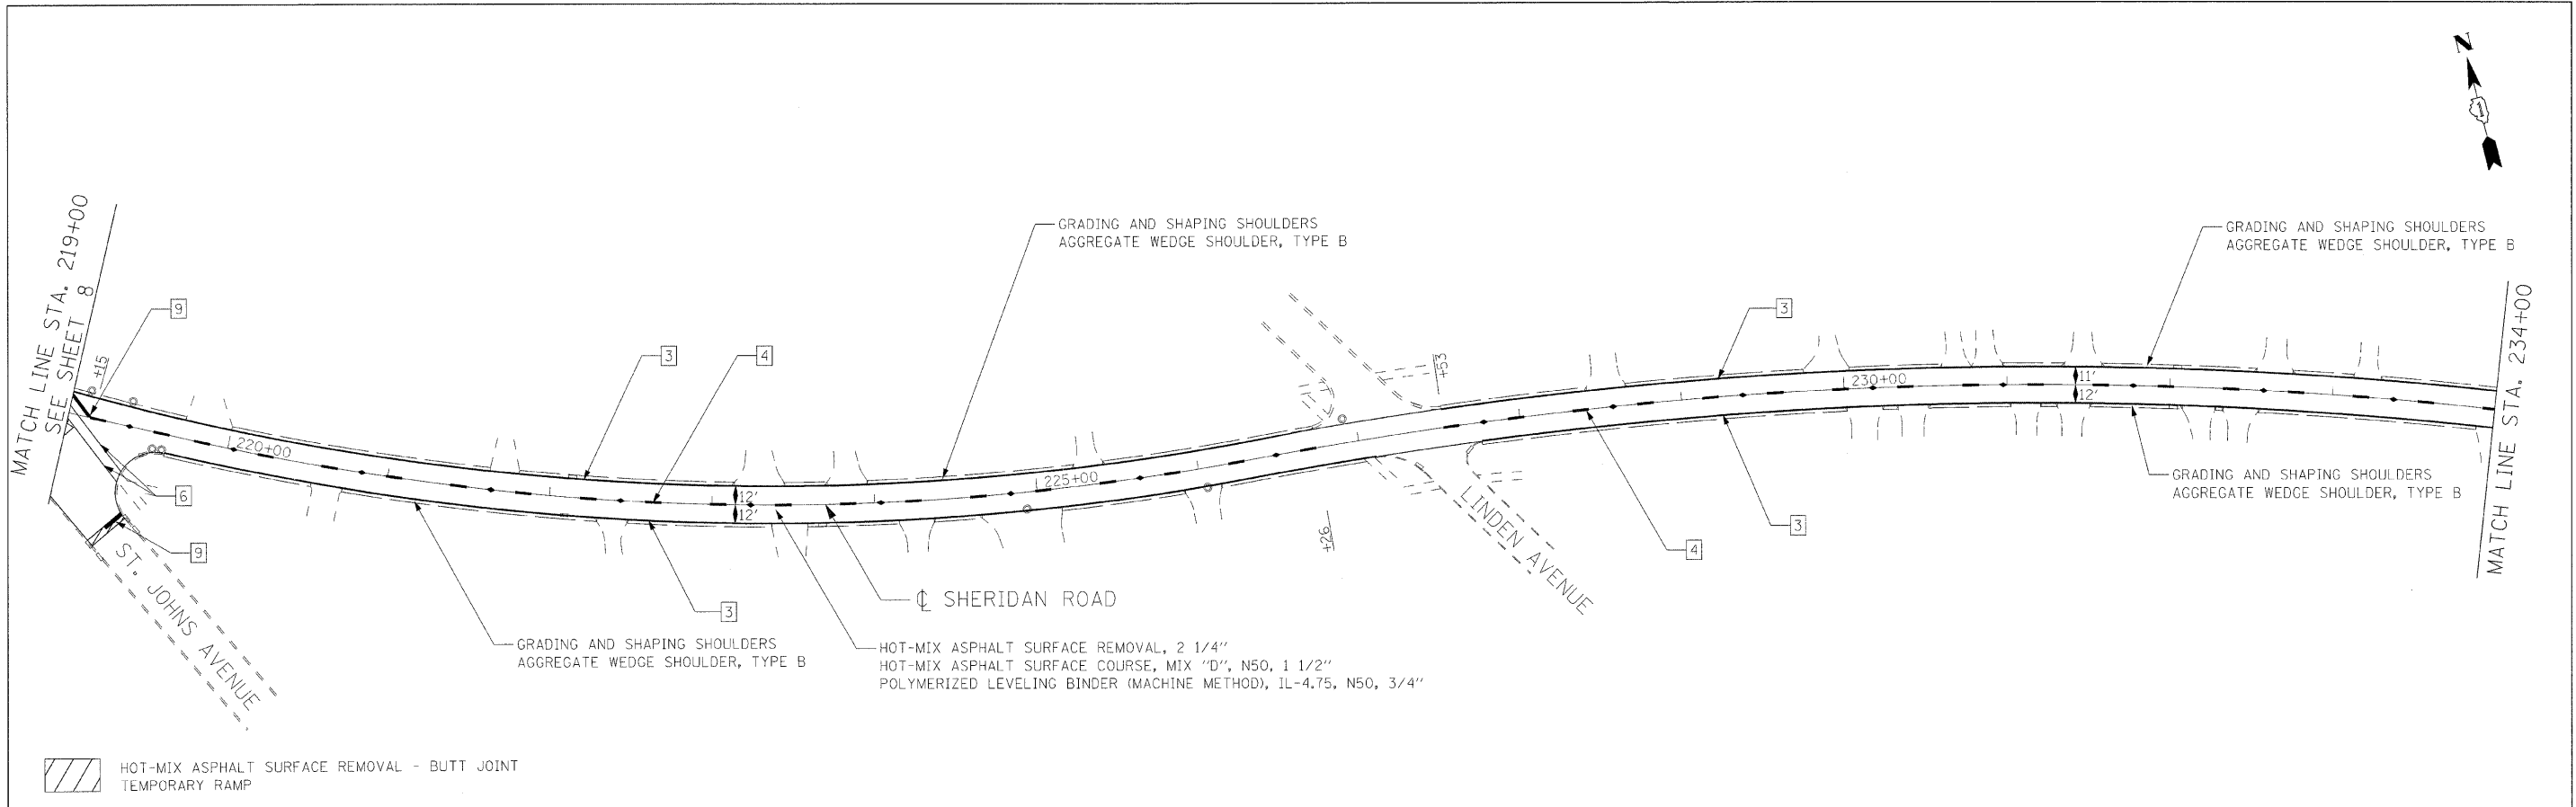 N
1
MATCH LINE STA. 219+00
SEE SHEET 8
+15
9
220+00
6
9
ST. JOHNS AVENUE
3
4
GRADING AND SHAPING SHOULDERS
AGGREGATE WEDGE SHOULDER, TYPE B
12'
12'
225+00
3
GRADING AND SHAPING SHOULDERS
AGGREGATE WEDGE SHOULDER, TYPE B
℄ SHERIDAN ROAD
HOT-MIX ASPHALT SURFACE REMOVAL, 2 1/4"
HOT-MIX ASPHALT SURFACE COURSE, MIX "D", N50, 1 1/2"
POLYMERIZED LEVELING BINDER (MACHINE METHOD), IL-4.75, N50, 3/4"
+26
+53
LINDEN AVENUE
3
4
3
230+00
11'
12'
GRADING AND SHAPING SHOULDERS
AGGREGATE WEDGE SHOULDER, TYPE B
GRADING AND SHAPING SHOULDERS
AGGREGATE WEDGE SHOULDER, TYPE B
MATCH LINE STA. 234+00
HOT-MIX ASPHALT SURFACE REMOVAL - BUTT JOINT
TEMPORARY RAMP